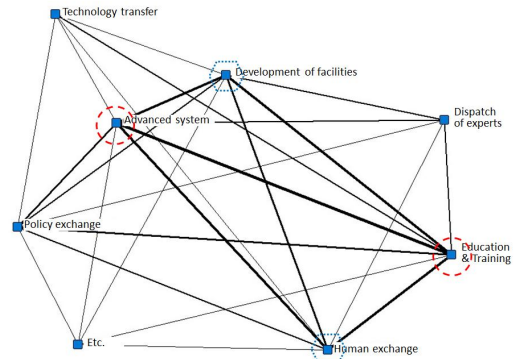 Technology transfer
Development of facilities
Advanced system
Dispatch
of experts
Policy exchange
Education
& Training
Etc.
Human exchange